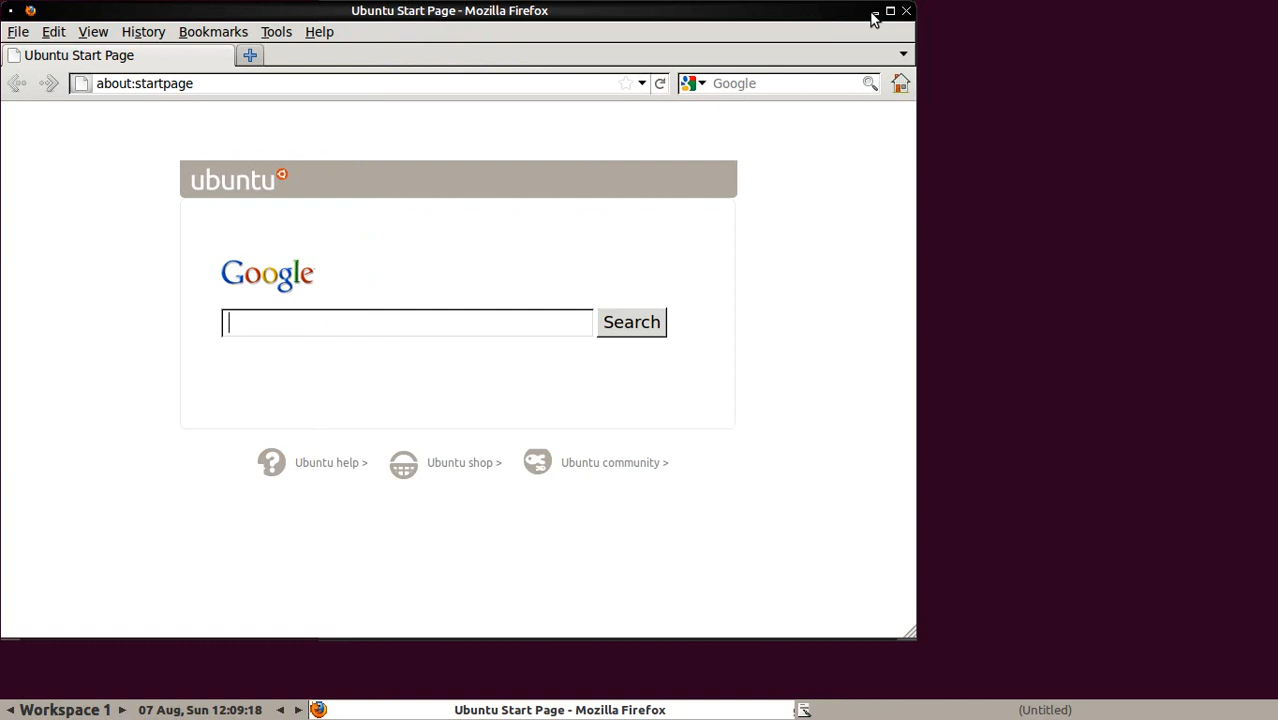 Ubuntu Start Page - Mozilla Firefox
File Edit View History Bookmarks Tools Help
Ubuntu Start Page
about:startpage Google
ubuntu
Google
Search
Ubuntu help > Ubuntu shop > Ubuntu community >
Workspace 1 07 Aug, Sun 12:09:18 Ubuntu Start Page - Mozilla Firefox (Untitled)